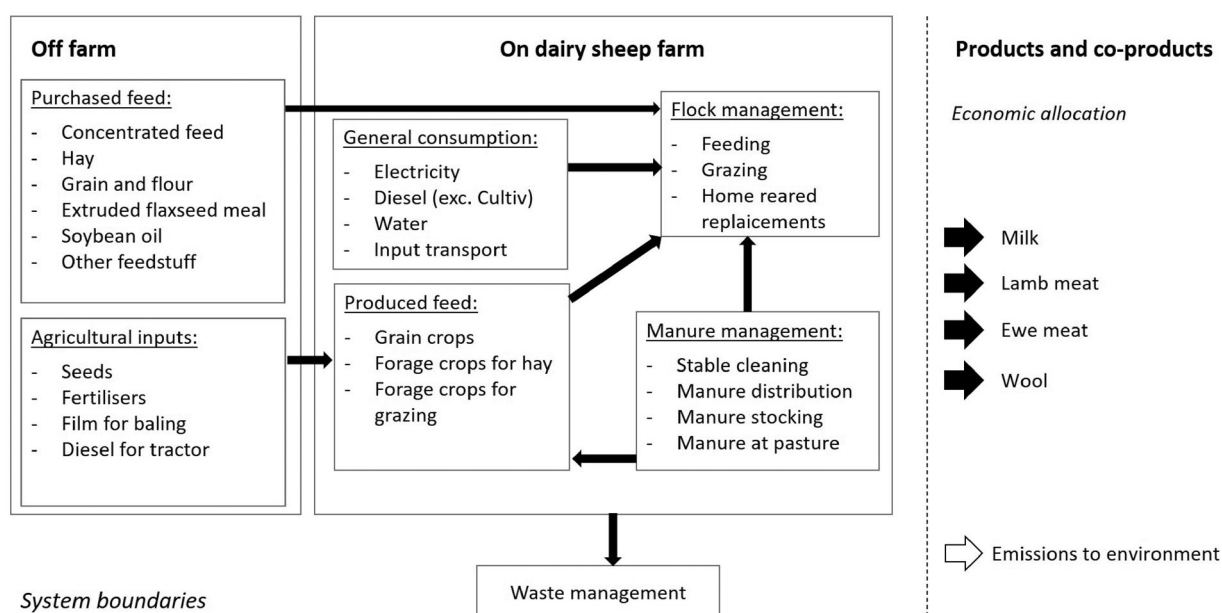 Off farm
Purchased feed:
- Concentrated feed
- Hay
- Grain and flour
- Extruded flaxseed meal
- Soybean oil
- Other feedstuff
Agricultural inputs:
- Seeds
- Fertilisers
- Film for baling
- Diesel for tractor
On dairy sheep farm
General consumption:
- Electricity
- Diesel (exc. Cultiv)
- Water
- Input transport
Produced feed:
- Grain crops
- Forage crops for hay
- Forage crops for
grazing
Flock management:
- Feeding
- Grazing
- Home reared
replaicements
Manure management:
- Stable cleaning
- Manure distribution
- Manure stocking
- Manure at pasture
Waste management
System boundaries
Products and co-products
Economic allocation
Milk
Lamb meat
Ewe meat
Wool
Emissions to environment